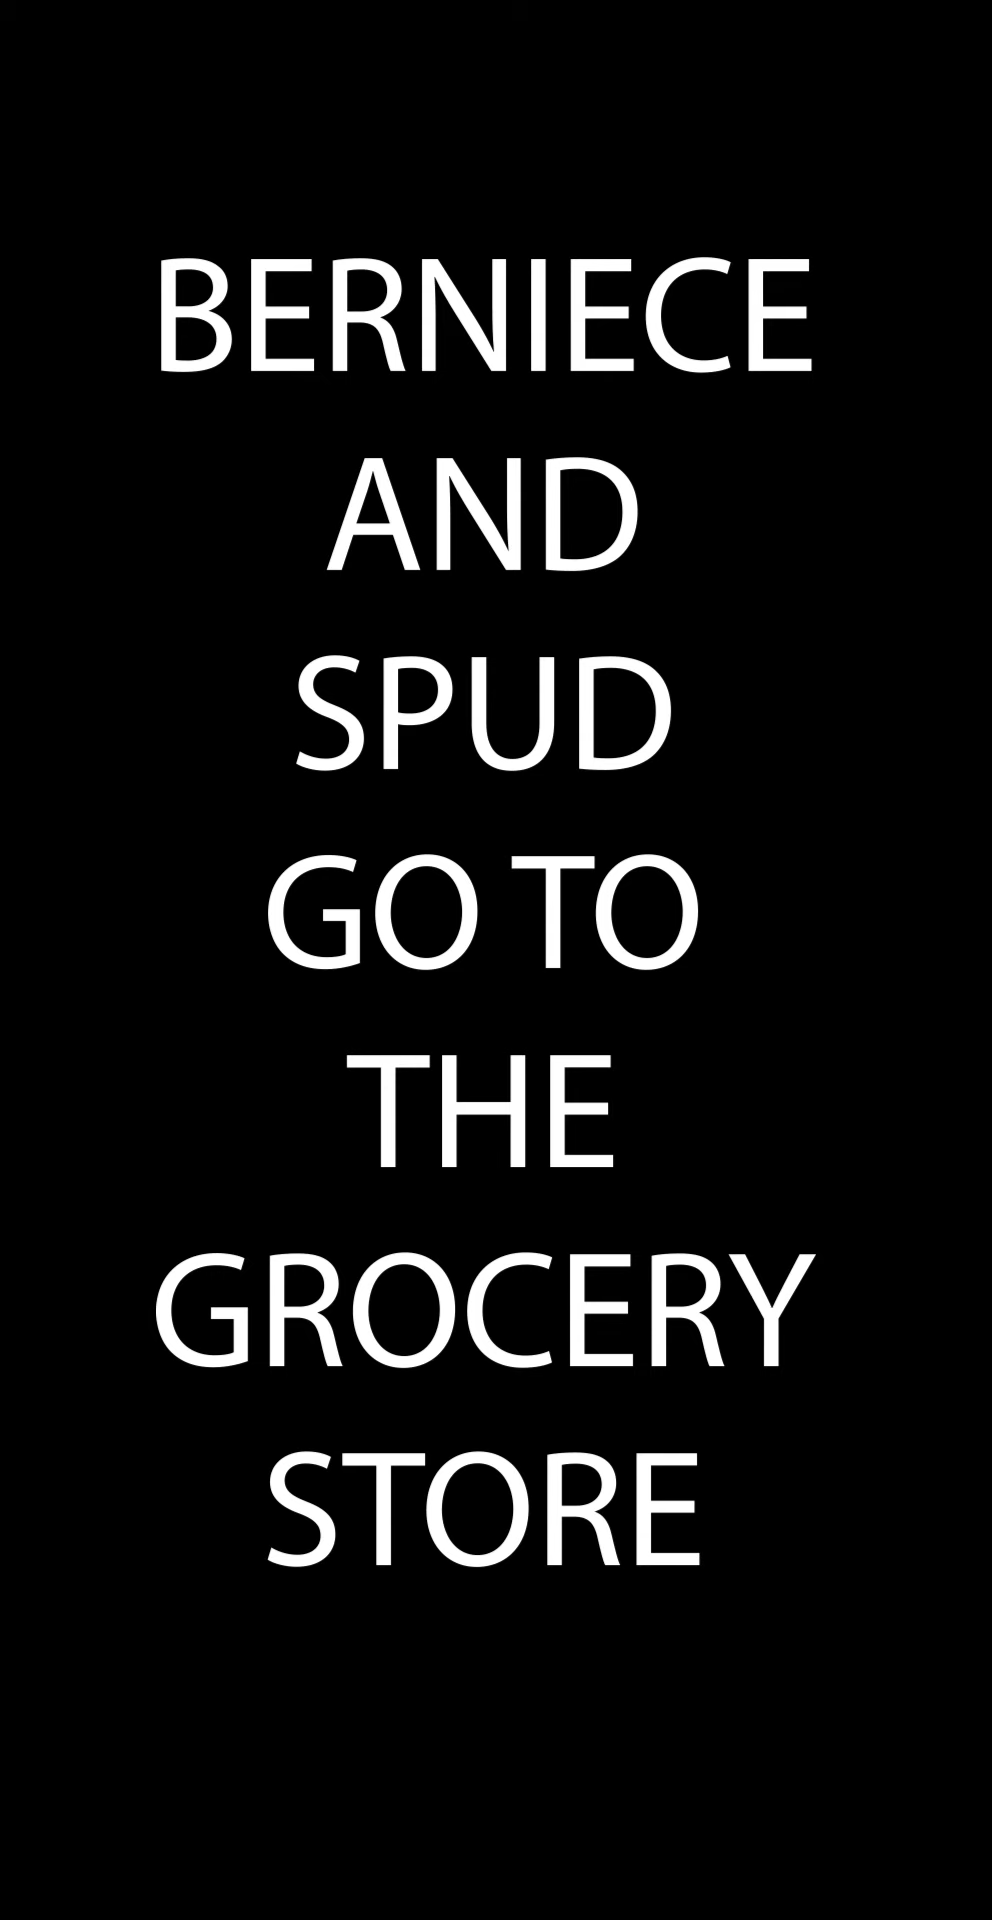 BERNIECE
AND
SPUD
GO TO
THE
GROCERY
STORE